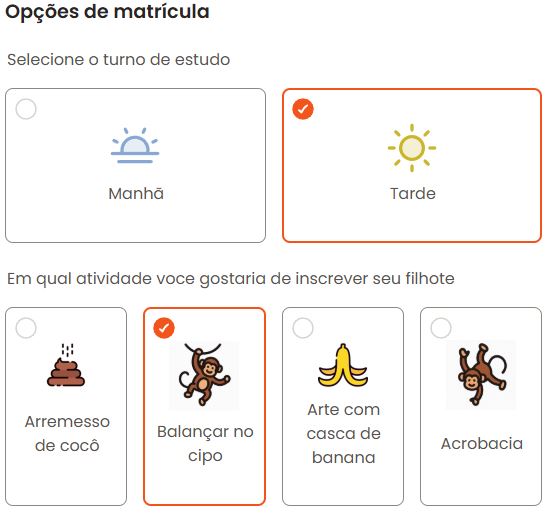 Opções de matrícula
Selecione o turno de estudo
Manhã
Tarde
Em qual atividade voce gostaria de inscrever seu filhote
Arremesso
de cocô
Balançar no
cipo
Arte com
casca de
banana
Acrobacia